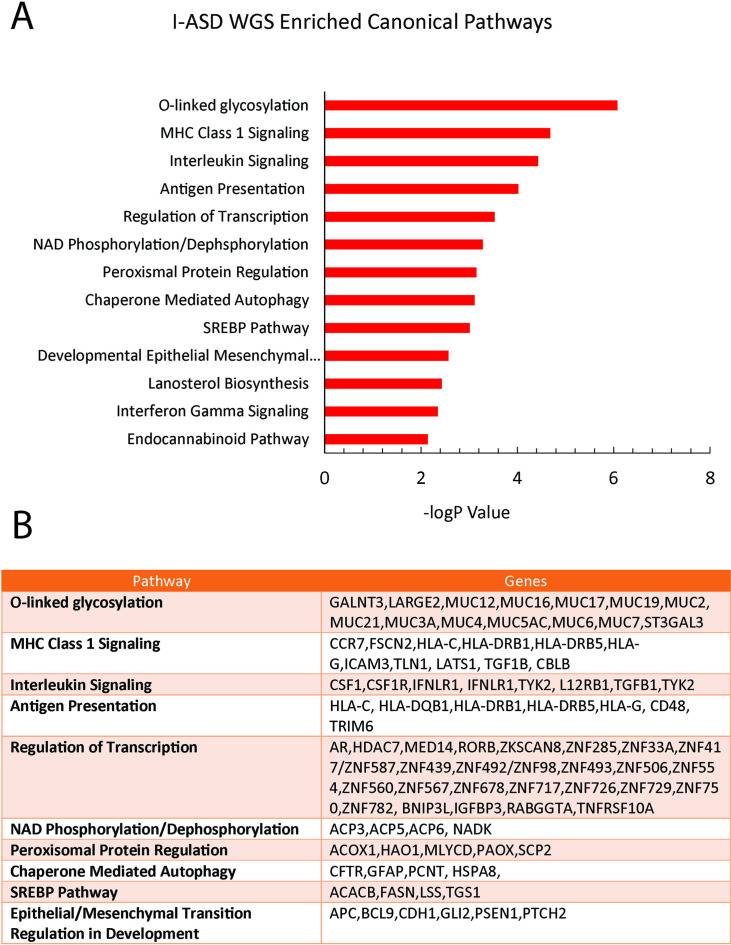 A
I-ASD WGS Enriched Canonical Pathways
O-linked glycosylation
MHC Class 1 Signaling
Interleukin Signaling
Antigen Presentation
Regulation of Transcription
NAD Phosphorylation/Dephsphorylation
Peroxismal Protein Regulation
Chaperone Mediated Autophagy
SREBP Pathway
Developmental Epithelial Mesenchymal...
Lanosterol Biosynthesis
Interferon Gamma Signaling
Endocannabinoid Pathway
0 2 4 6 8
-logP Value
B
Pathway Genes
O-linked glycosylation GALNT3,LARGE2,MUC12,MUC16,MUC17,MUC19,MUC2,
MUC21,MUC3A,MUC4,MUC5AC,MUC6,MUC7,ST3GAL3
MHC Class 1 Signaling CCR7,FSCN2,HLA-C,HLA-DRB1,HLA-DRB5,HLA-
G,ICAM3,TLN1, LATS1, TGF1B, CBLB
Interleukin Signaling CSF1,CSF1R,IFNLR1, IFNLR1,TYK2, L12RB1,TGFB1,TYK2
Antigen Presentation HLA-C, HLA-DQB1,HLA-DRB1,HLA-DRB5,HLA-G, CD48,
TRIM6
Regulation of Transcription AR,HDAC7,MED14,RORB,ZKSCAN8,ZNF285,ZNF33A,ZNF41
7/ZNF587,ZNF439,ZNF492/ZNF98,ZNF493,ZNF506,ZNF55
4,ZNF560,ZNF567,ZNF678,ZNF717,ZNF726,ZNF729,ZNF75
0,ZNF782, BNIP3L,IGFBP3,RABGGTA,TNFRSF10A
NAD Phosphorylation/Dephosphorylation ACP3,ACP5,ACP6, NADK
Peroxisomal Protein Regulation ACOX1,HAO1,MLYCD,PAOX,SCP2
Chaperone Mediated Autophagy CFTR,GFAP,PCNT, HSPA8,
SREBP Pathway ACACB,FASN,LSS,TGS1
Epithelial/Mesenchymal Transition APC,BCL9,CDH1,GLI2,PSEN1,PTCH2
Regulation in Development